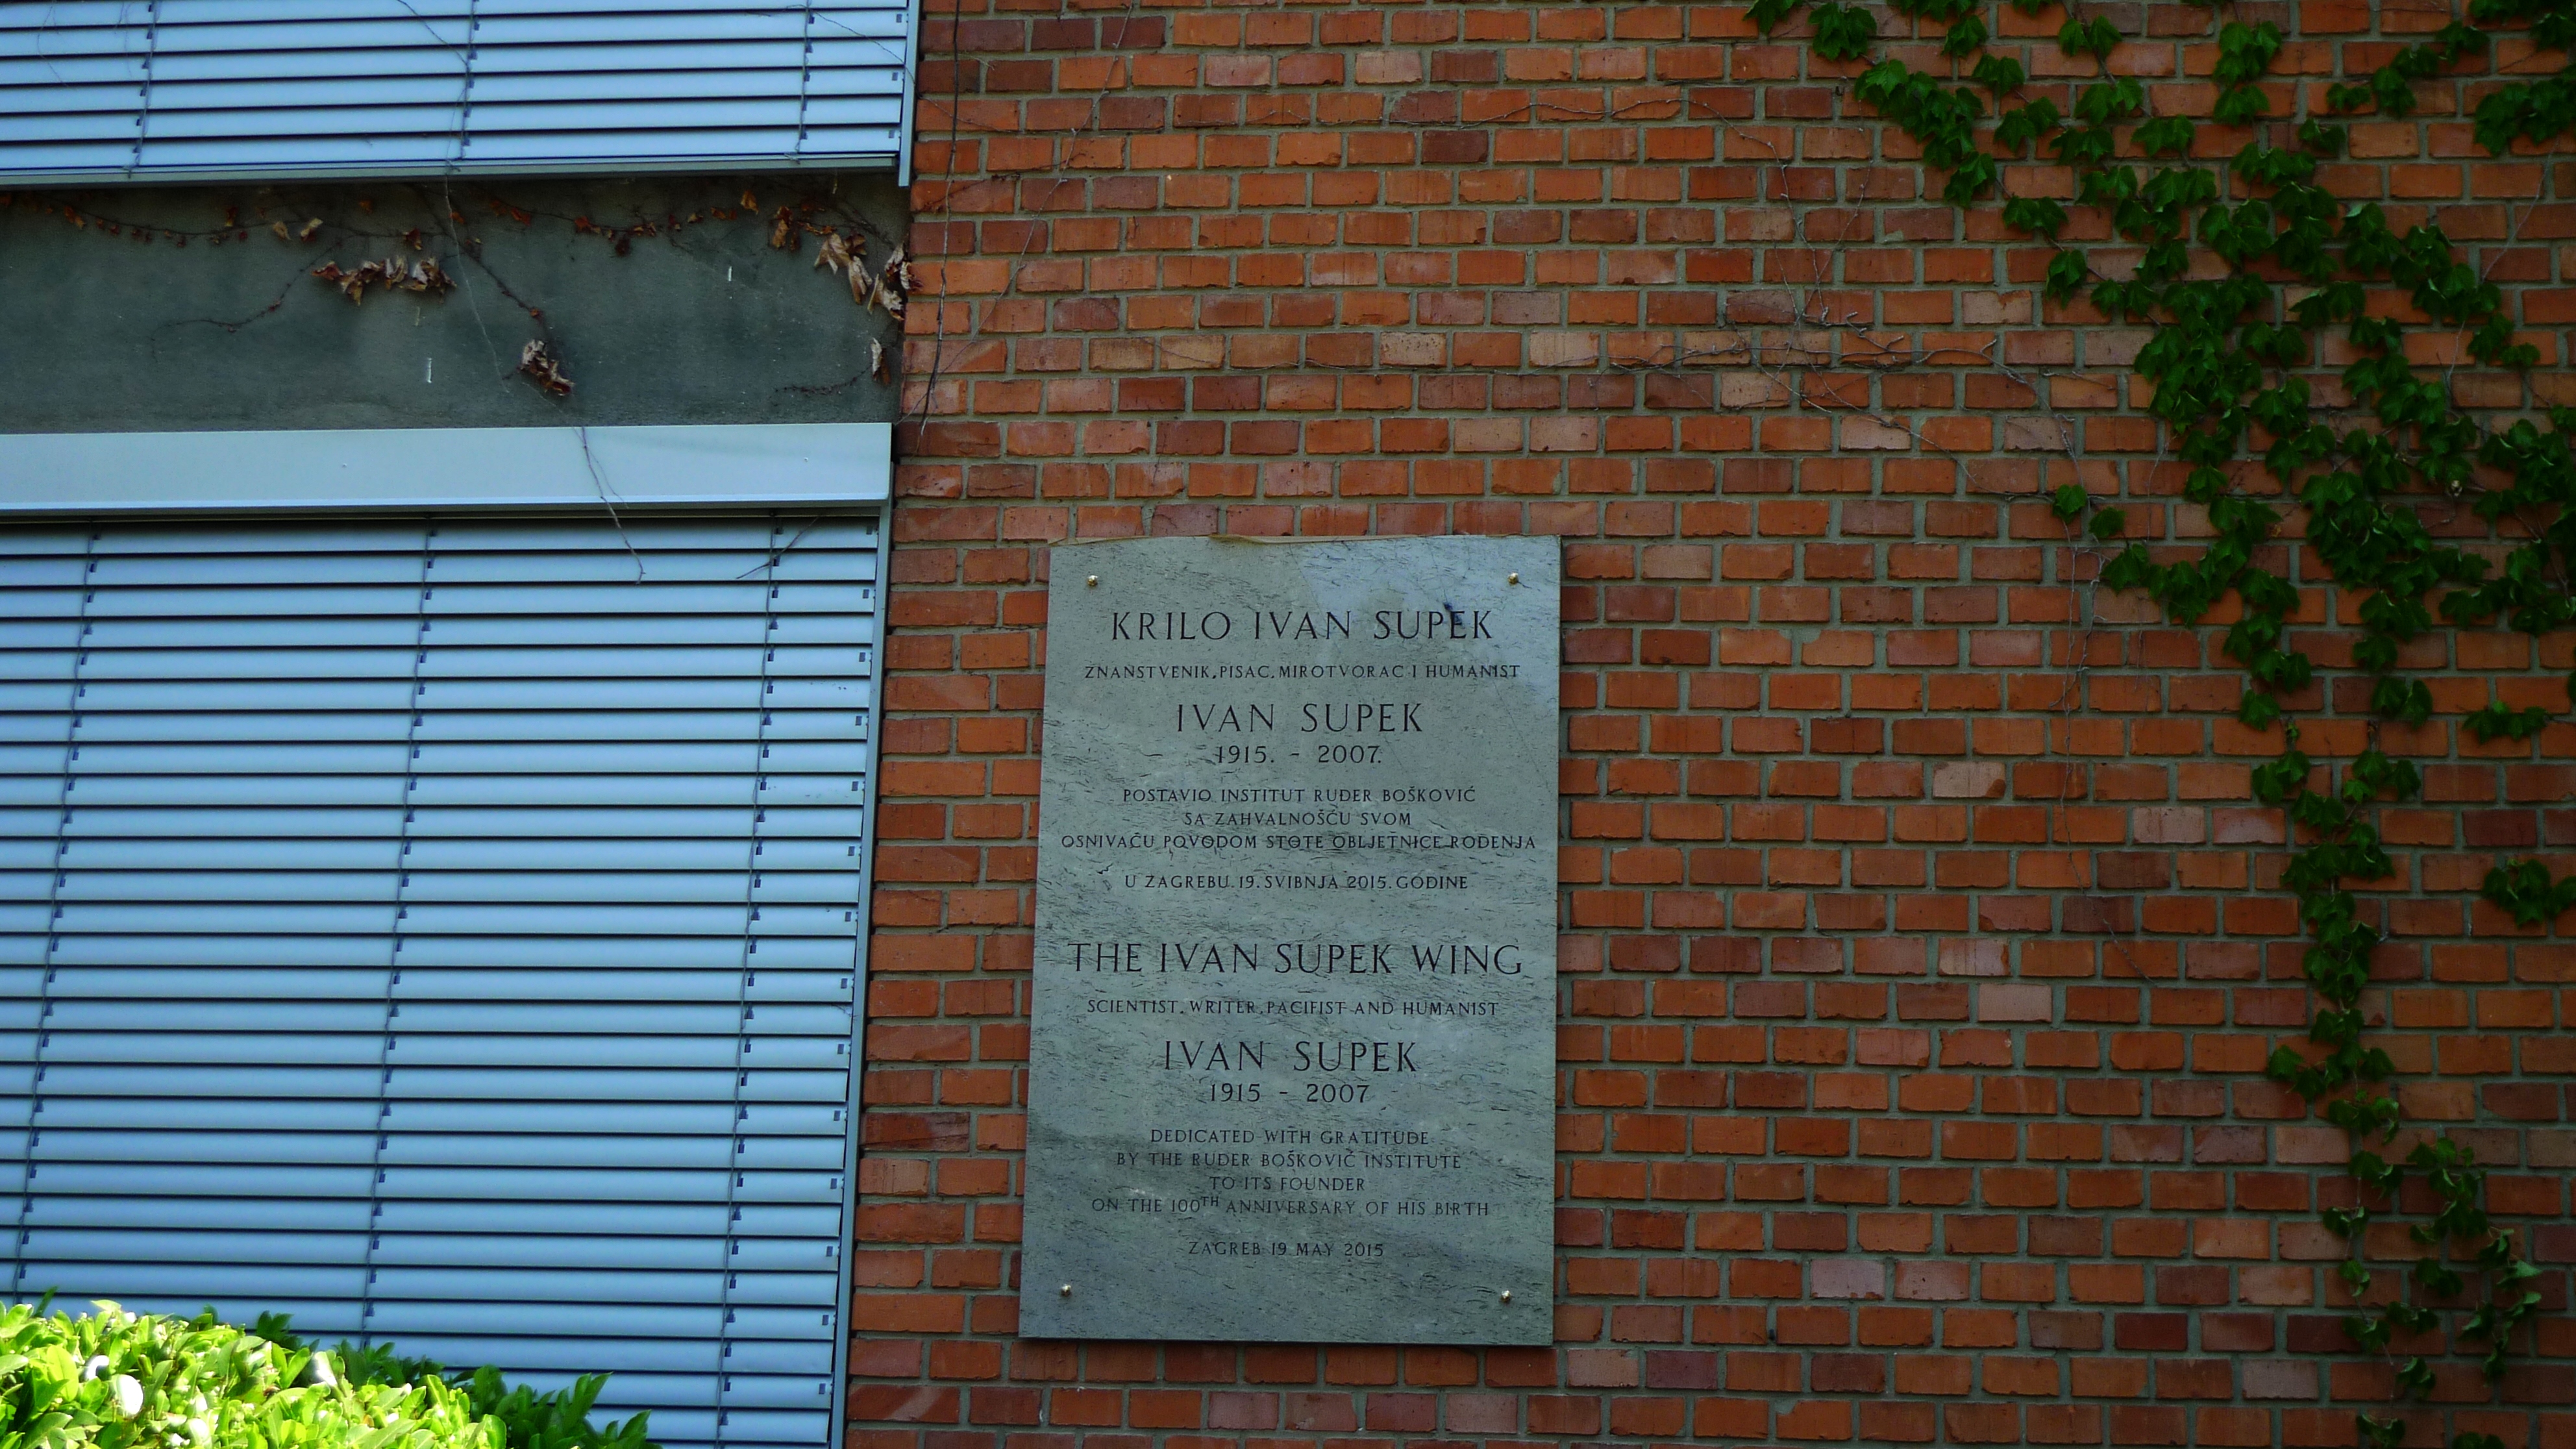 KRILO IVAN SUPEK
ZNANSTVENIK, PISAC, MIROTVORAC I HUMANIST
IVAN SUPEK
1915. - 2007.
POSTAVIO INSTITUT RUĐER BOŠKOVIĆ
SA ZAHVALNOŠĆU SVOM
OSNIVAČU POVODOM STOTE OBLJETNICE ROĐENJA
U ZAGREBU, 19. SVIBNJA 2015. GODINE
THE IVAN SUPEK WING
SCIENTIST, WRITER, PACIFIST AND HUMANIST
IVAN SUPEK
1915 - 2007
DEDICATED WITH GRATITUDE
BY THE RUĐER BOŠKOVIĆ INSTITUTE
TO ITS FOUNDER
ON THE 100TH ANNIVERSARY OF HIS BIRTH
ZAGREB 19 MAY 2015